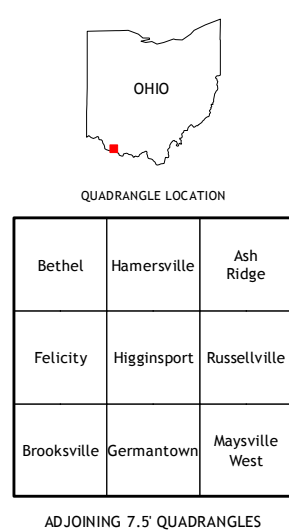 OHIO
QUADRANGLE LOCATION
Bethel
Hamersville
Ash
Ridge
Felicity
Higginsport
Russellville
Brooksville
Germantown
Maysville
West
ADJOINING 7.5' QUADRANGLES